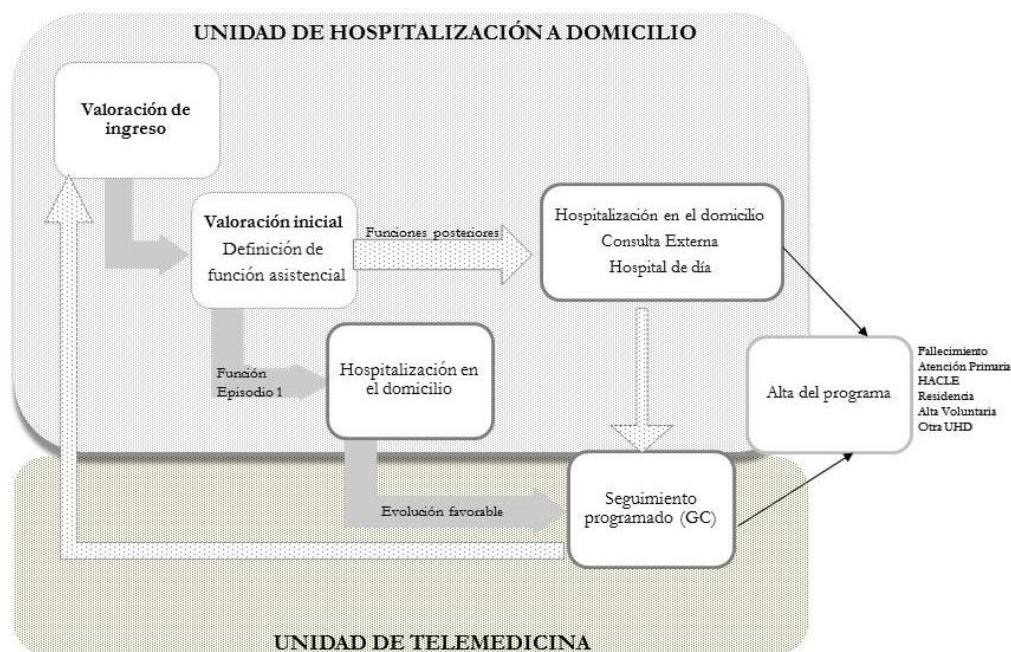 UNIDAD DE HOSPITALIZACIÓN A DOMICILIO
Valoración de
ingreso
Valoración inicial
Definición de
función asistencial
Funciones posteriores
Hospitalización en el domicilio
Consulta Externa
Hospital de día
Función
Episodio 1
Hospitalización en
el domicilio
Alta del programa
Fallecimiento
Atención Primaria
HACLE
Residencia
Alta Voluntaria
Otra UHD
Evolución favorable
Seguimiento
programado (GC)
UNIDAD DE TELEMEDICINA